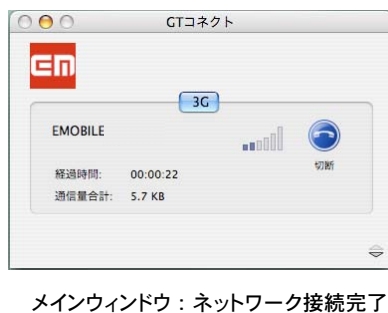 GTコネクト
EM
3G
EMOBILE
切断
経過時間: 00:00:22
通信量合計: 5.7 KB
メインウィンドウ：ネットワーク接続完了